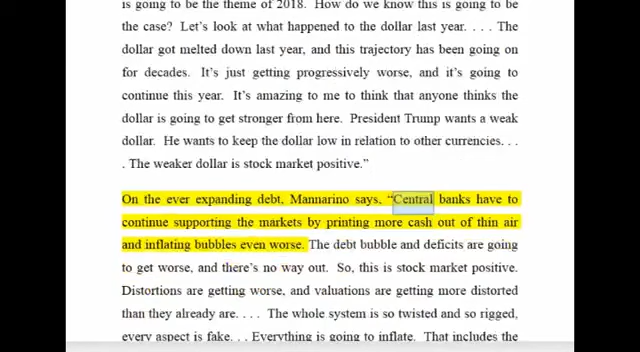 is going to be the theme of 2018. How do we know this is going to be
the case? Let's look at what happened to the dollar last year. . . . The
dollar got melted down last year, and this trajectory has been going on
for decades. It's just getting progressively worse, and it's going to
continue this year. It's amazing to me to think that anyone thinks the
dollar is going to get stronger from here. President Trump wants a weak
dollar. He wants to keep the dollar low in relation to other currencies. . .
. The weaker dollar is stock market positive."
On the ever expanding debt, Mannarino says, "Central banks have to
continue supporting the markets by printing more cash out of thin air
and inflating bubbles even worse. The debt bubble and deficits are going
to get worse, and there's no way out. So, this is stock market positive.
Distortions are getting worse, and valuations are getting more distorted
than they already are. . . . The whole system is so twisted and so rigged,
every aspect is fake. . . Everything is going to inflate. That includes the